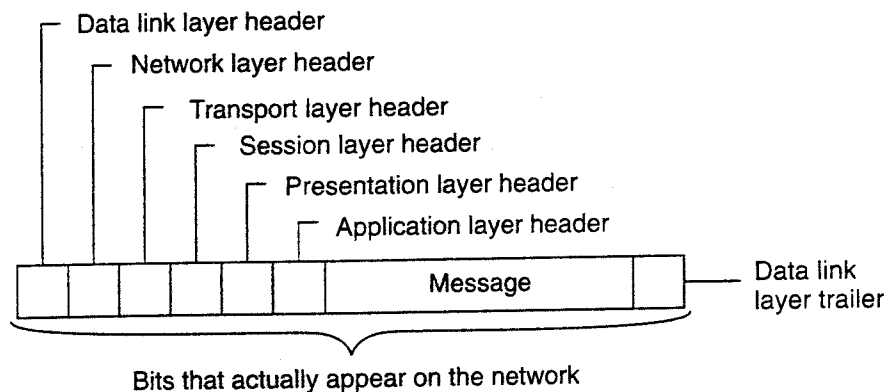 Data link layer header
Network layer header
Transport layer header
Session layer header
Presentation layer header
Application layer header
Message
Data link
layer trailer
Bits that actually appear on the network